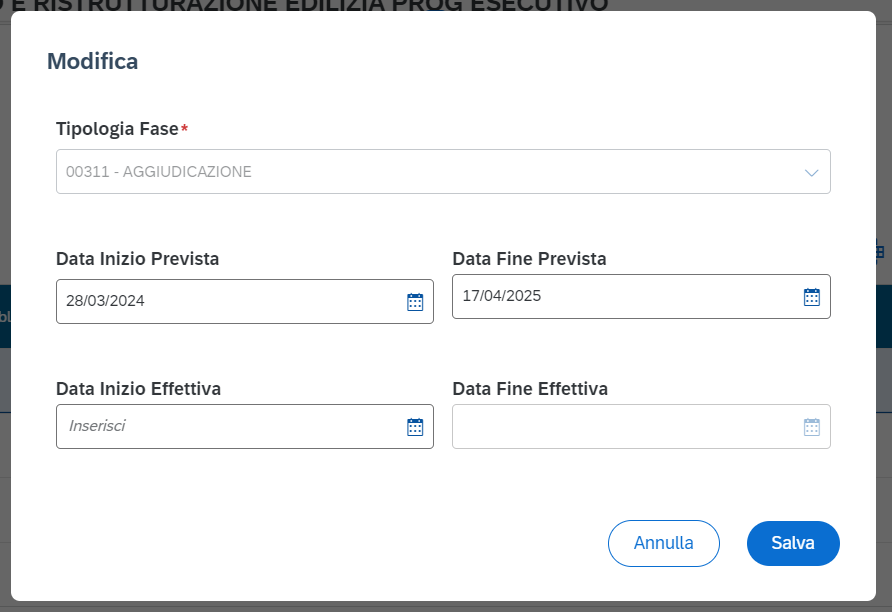 E RISTRUTTURAZIONE EDILIZIA PROG ESECUTIVO
Modifica
Tipologia Fase*
00311 - AGGIUDICAZIONE
Data Inizio Prevista
Data Fine Prevista
28/03/2024
17/04/2025
Data Inizio Effettiva
Data Fine Effettiva
Inserisci
Annulla
Salva